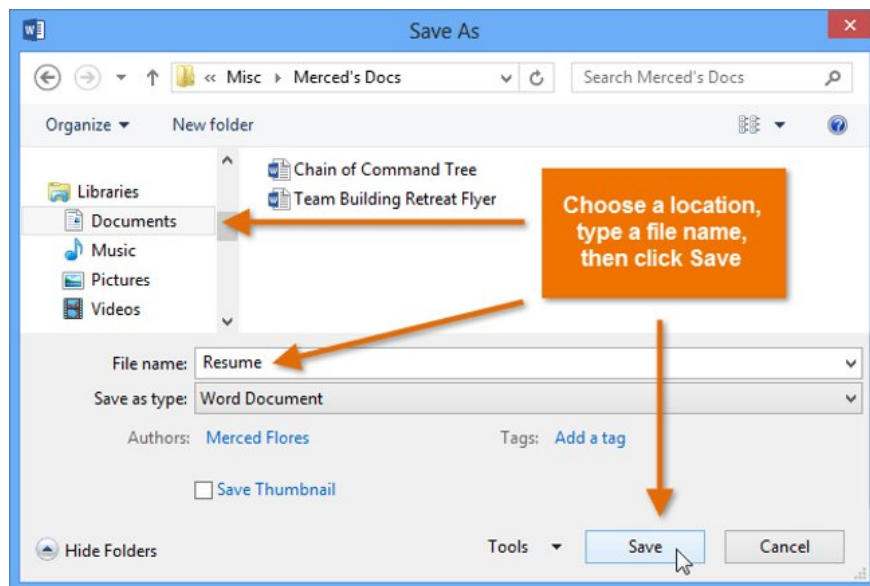 Save As
« Misc ▸ Merced's Docs
Search Merced's Docs
Organize
New folder
Libraries
Documents
Music
Pictures
Videos
Chain of Command Tree
Team Building Retreat Flyer
Choose a location,
type a file name,
then click Save
File name: Resume
Save as type: Word Document
Authors: Merced Flores
Tags: Add a tag
Save Thumbnail
Hide Folders
Tools
Save
Cancel